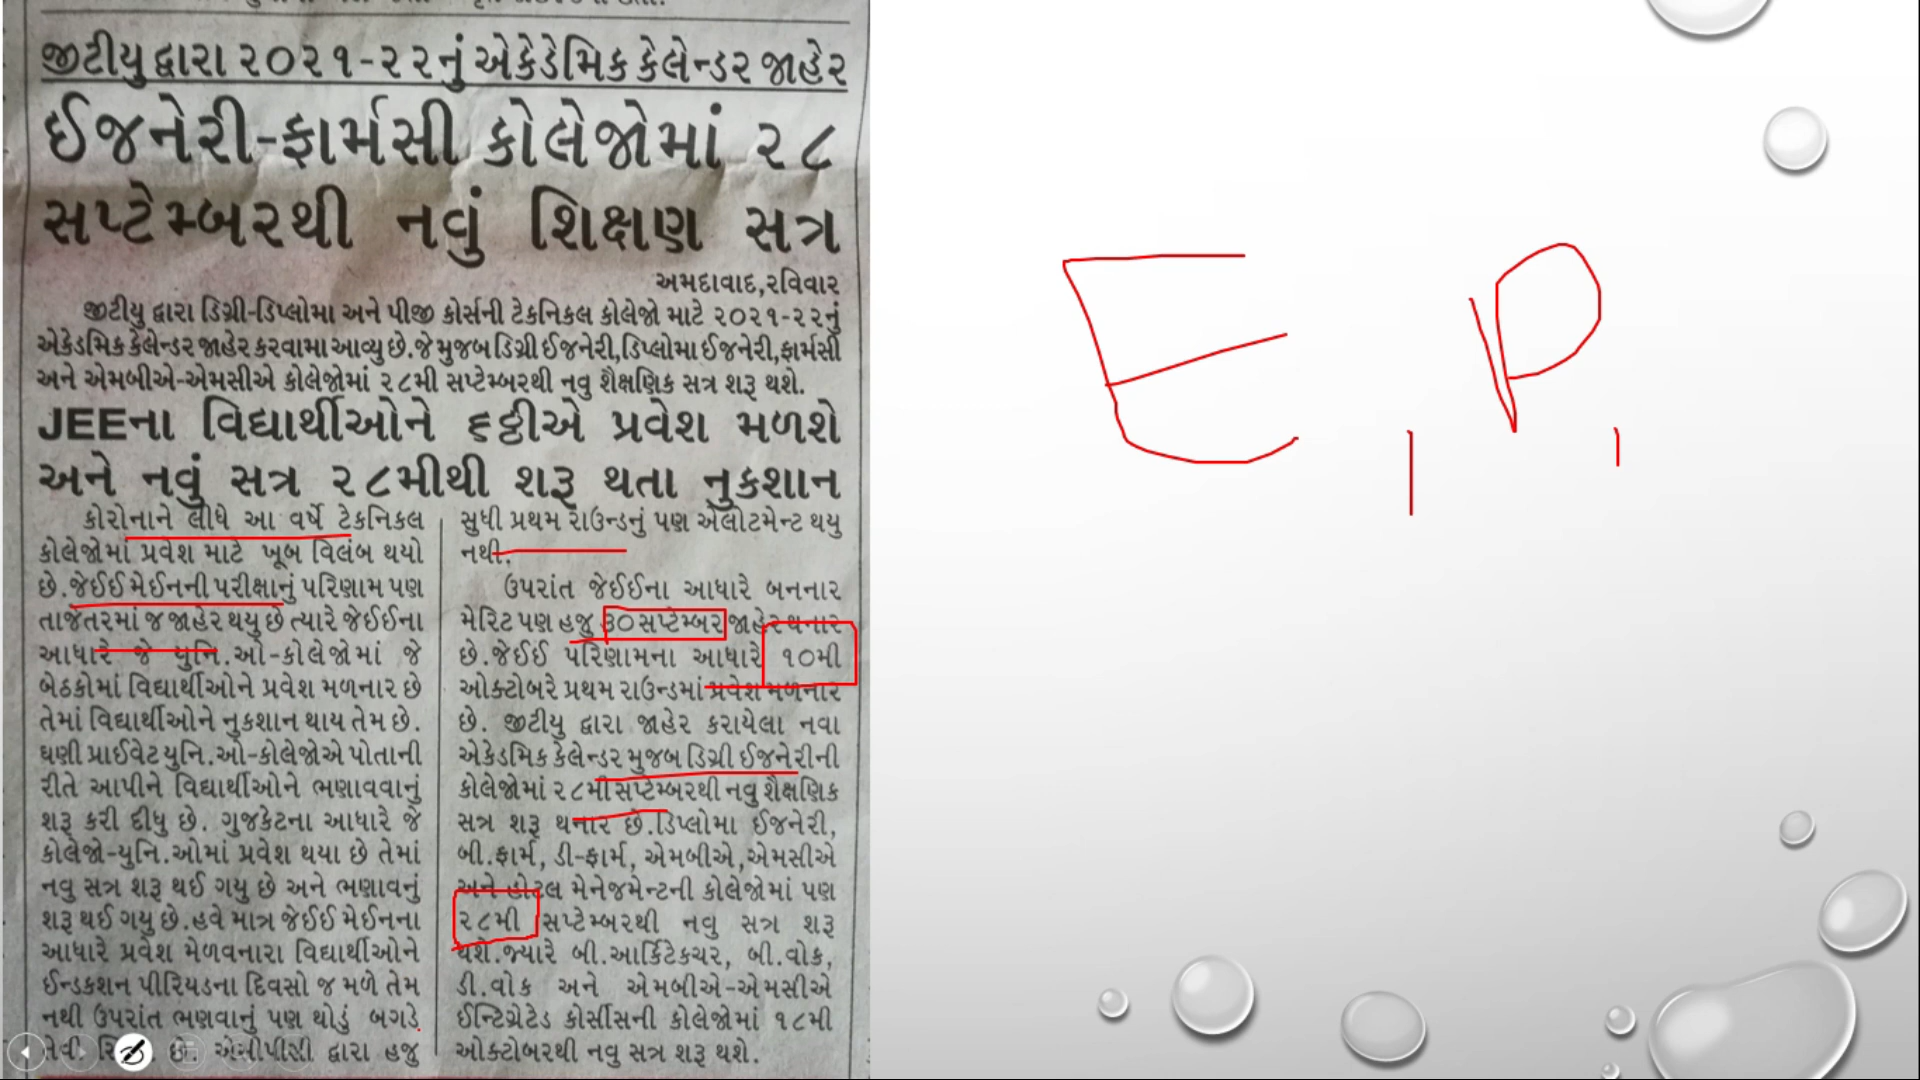 જીટીયુ દ્વારા ૨૦૨૧-૨૨નું એકેડેમિક કેલેન્ડર જાહેર
ઈજનેરી-ફાર્મસી કોલેજોમાં ૨૮
સપ્ટેમ્બરથી નવું શિક્ષણ સત્ર
અમદાવાદ,રવિવાર
જીટીયુ દ્વારા ડિગ્રી-ડિપ્લોમા અને પીજી કોર્સની ટેકનિકલ કોલેજો માટે ૨૦૨૧-૨૨નું
એકેડમિક કેલેન્ડર જાહેર કરવામા આવ્યુ છે.જે મુજબ ડિગ્રી ઈજનેરી,ડિપ્લોમા ઈજનેરી,ફાર્મસી
અને એમબીએ-એમસીએ કોલેજોમાં ૨૮મી સપ્ટેમ્બરથી નવુ શૈક્ષણિક સત્ર શરૂ થશે.
JEEના વિદ્યાર્થીઓને ૬ઠ્ઠીએ પ્રવેશ મળશે
અને નવું સત્ર ૨૮મીથી શરૂ થતા નુકશાન
કોરોનાને લીધે આ વર્ષે ટેકનિકલ
કોલેજોમાં પ્રવેશ માટે ખૂબ વિલંબ થયો
છે.જેઈઈ મેઈનની પરીક્ષાનું પરિણામ પણ
તાજેતરમાં જ જાહેર થયુ છે ત્યારે જેઈઈના
આધારે જે યુનિ.ઓ-કોલેજોમાં જે
બેઠકોમાં વિદ્યાર્થીઓને પ્રવેશ મળનાર છે
તેમાં વિદ્યાર્થીઓને નુકશાન થાય તેમ છે.
ઘણી પ્રાઈવેટ યુનિ.ઓ-કોલેજોએ પોતાની
રીતે આપીને વિદ્યાર્થીઓને ભણાવવાનું
શરૂ કરી દીધુ છે. ગુજકેટના આધારે જે
કોલેજો-યુનિ.ઓમાં પ્રવેશ થયા છે તેમાં
નવુ સત્ર શરૂ થઈ ગયુ છે અને ભણાવનું
શરૂ થઈ ગયુ છે.હવે માત્ર જેઈઈ મેઈનના
આધારે પ્રવેશ મેળવનારા વિદ્યાર્થીઓને
ઈન્ડકશન પીરિયડના દિવસો જ મળે તેમ
નથી ઉપરાંત ભણવાનું પણ થોડું બગડે
તેવી છે. એસીપીસી દ્વારા હજુ
સુધી પ્રથમ રાઉન્ડનું પણ એલોટમેન્ટ થયુ
નથી.
ઉપરાંત જેઈઈના આધારે બનનાર
મેરિટ પણ હજુ ૩૦ સપ્ટેમ્બર જાહેર થનાર
છે.જેઈઈ પરિણામના આધારે ૧૦મી
ઓક્ટોબરે પ્રથમ રાઉન્ડમાં પ્રવેશ મળનાર
છે. જીટીયુ દ્વારા જાહેર કરાયેલા નવા
એકેડમિક કેલેન્ડર મુજબ ડિગ્રી ઈજનેરીની
કોલેજોમાં ૨૮મી સપ્ટેમ્બરથી નવુ શૈક્ષણિક
સત્ર શરૂ થનાર છે.ડિપ્લોમા ઈજનેરી,
બી.ફાર્મ, ડી-ફાર્મ, એમબીએ,એમસીએ
અને હોટલ મેનેજમેન્ટની કોલેજોમાં પણ
૨૮મી સપ્ટેમ્બરથી નવુ સત્ર શરૂ
થશે.જ્યારે બી.આર્કિટેકચર, બી.વોક,
ડી.વોક અને એમબીએ-એમસીએ
ઈન્ટિગ્રેટેડ કોર્સીસની કોલેજોમાં ૧૮મી
ઓક્ટોબરથી નવુ સત્ર શરૂ થશે.
E, P,